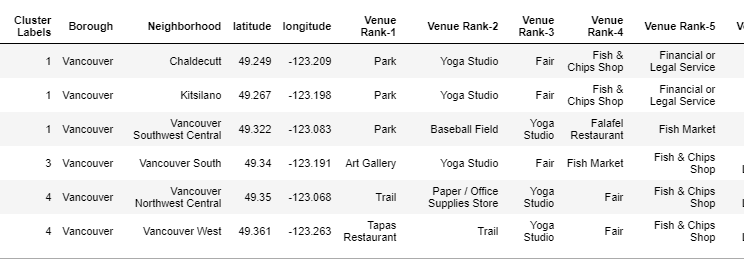 Cluster Labels Borough Neighborhood latitude longitude Venue Rank-1 Venue Rank-2 Venue Rank-3 Venue Rank-4 Venue Rank-5
1 Vancouver Chaldecutt 49.249 -123.209 Park Yoga Studio Fair Fish & Chips Shop Financial or Legal Service
1 Vancouver Kitsilano 49.267 -123.198 Park Yoga Studio Fair Fish & Chips Shop Financial or Legal Service
1 Vancouver Vancouver Southwest Central 49.322 -123.083 Park Baseball Field Yoga Studio Falafel Restaurant Fish Market
3 Vancouver Vancouver South 49.34 -123.191 Art Gallery Yoga Studio Fair Fish Market Fish & Chips Shop
4 Vancouver Vancouver Northwest Central 49.35 -123.068 Trail Paper / Office Supplies Store Yoga Studio Fair Fish & Chips Shop
4 Vancouver Vancouver West 49.361 -123.263 Tapas Restaurant Trail Yoga Studio Fair Fish & Chips Shop